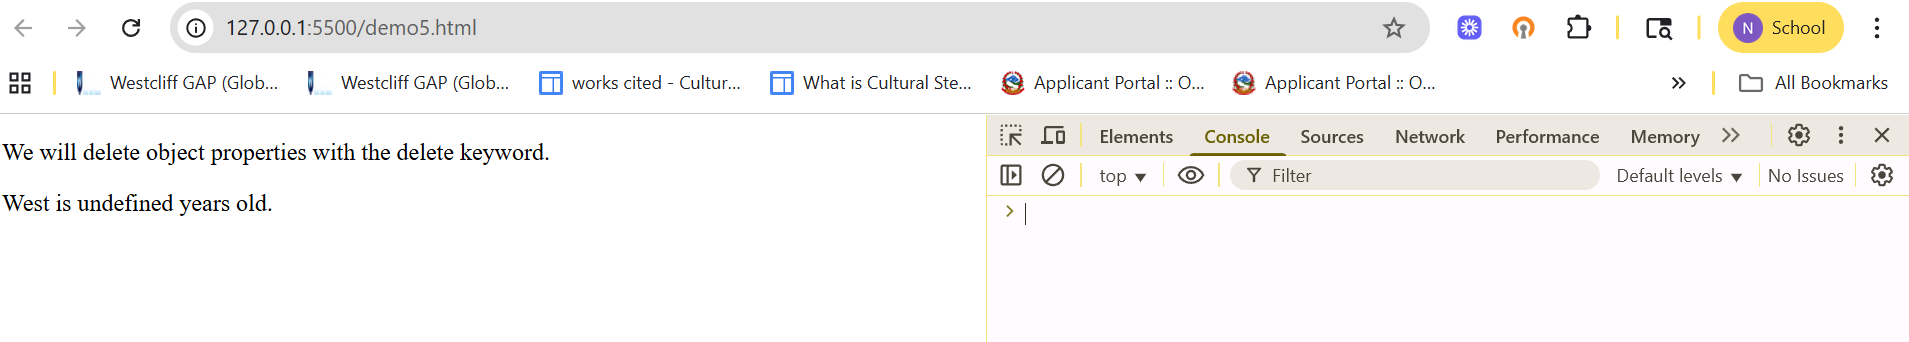 127.0.0.1:5500/demo5.html
N School
Westcliff GAP (Glob... Westcliff GAP (Glob... works cited - Cultur... What is Cultural Ste... Applicant Portal :: O... Applicant Portal :: O... » All Bookmarks
Elements Console Sources Network Performance Memory
top Filter Default levels No Issues
We will delete object properties with the delete keyword.
West is undefined years old.